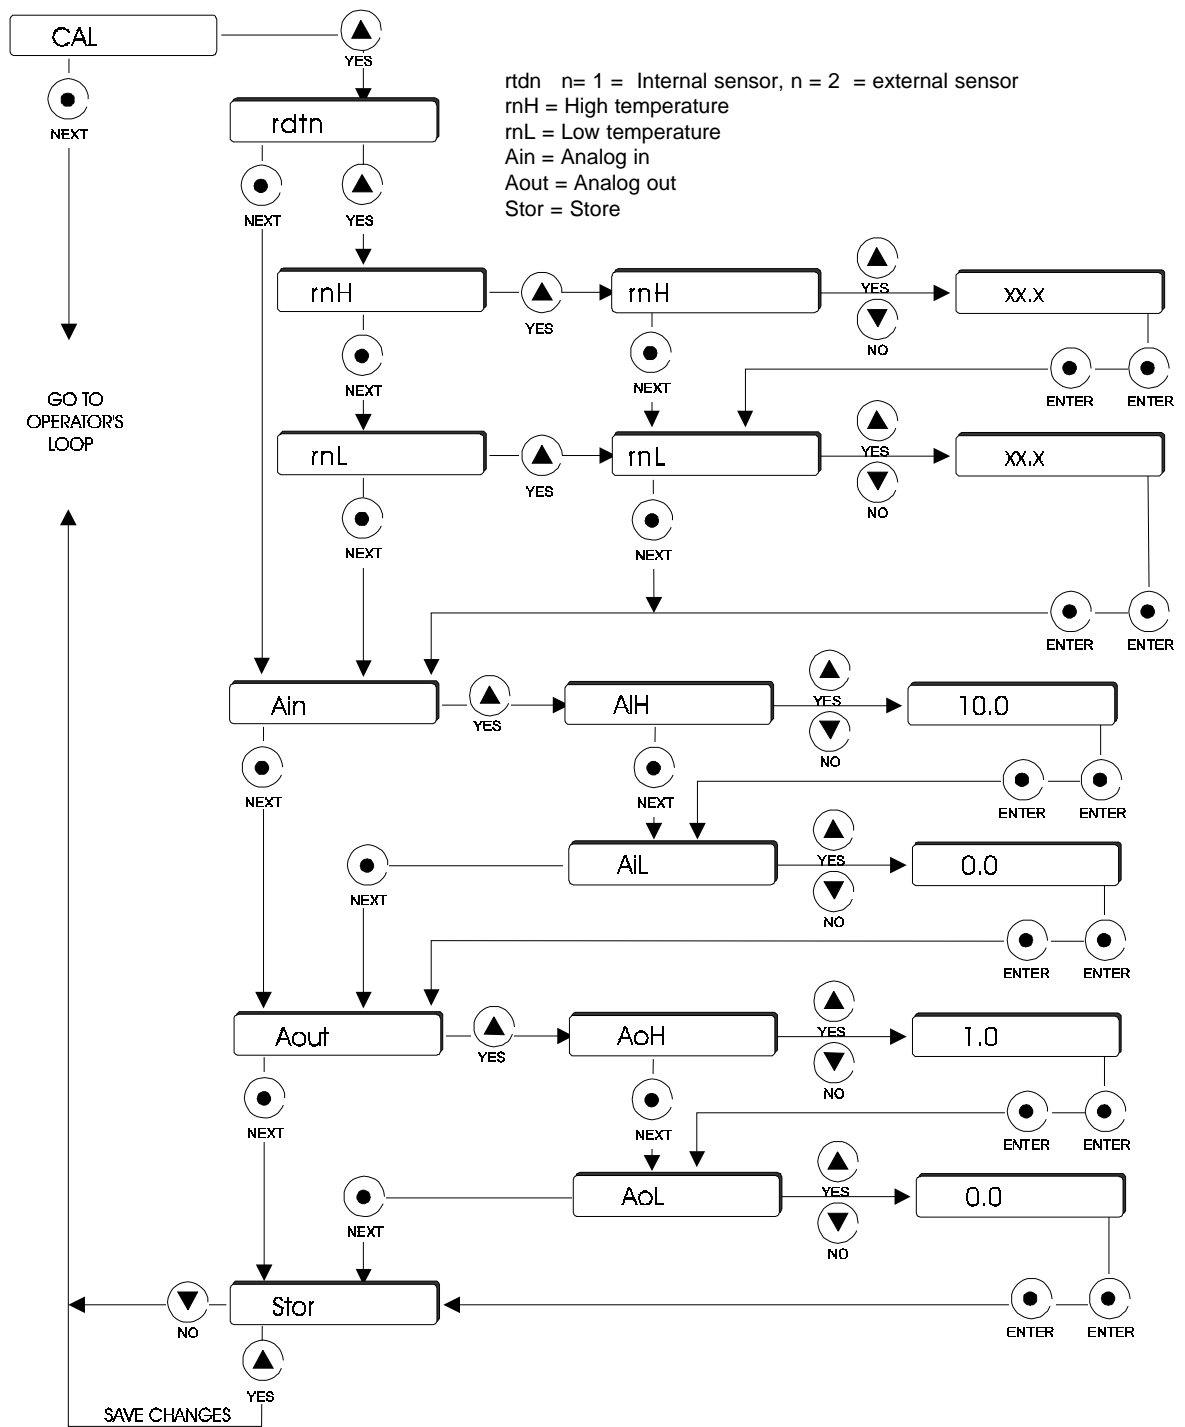 CAL
YES
NEXT
rtdn n= 1 = Internal sensor, n = 2 = external sensor
rnH = High temperature
rnL = Low temperature
Ain = Analog in
Aout = Analog out
Stor = Store
rdtn
NEXT
YES
rnH
YES
rnH
YES
NO
xx.x
NEXT
NEXT
ENTER
ENTER
GO TO
OPERATOR'S
LOOP
rnL
YES
rnL
YES
NO
xx.x
NEXT
NEXT
ENTER
ENTER
Ain
YES
AIH
YES
NO
10.0
NEXT
NEXT
ENTER
ENTER
AiL
YES
NO
0.0
NEXT
ENTER
ENTER
Aout
YES
AoH
YES
NO
1.0
NEXT
NEXT
ENTER
ENTER
AoL
YES
NO
0.0
NEXT
Stor
NO
ENTER
ENTER
YES
SAVE CHANGES